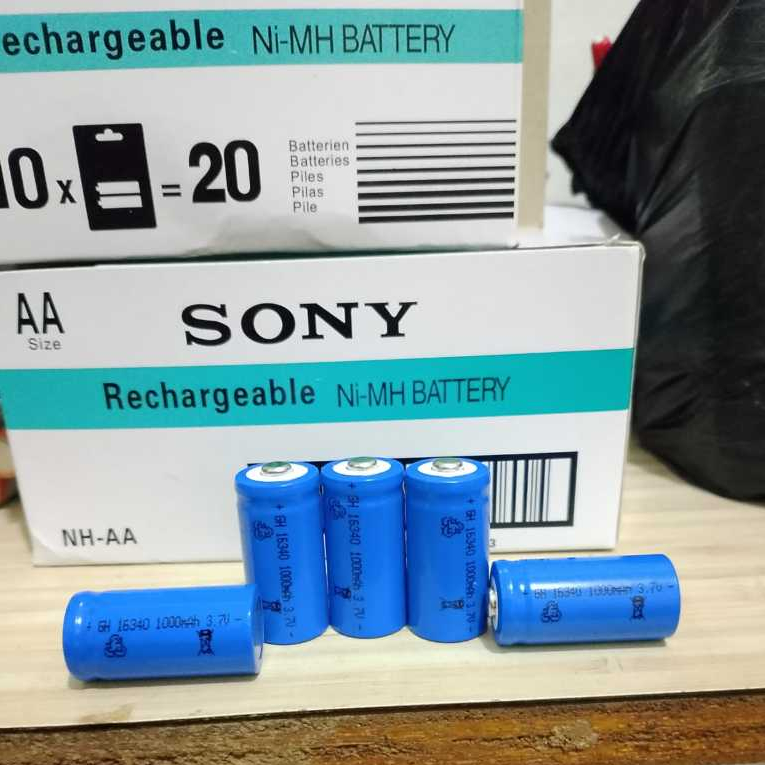 Rechargeable Ni-MH BATTERY
10 x = 20
Batterien
Batteries
Piles
Pilas
Pile
AA
Size
SONY
Rechargeable Ni-MH BATTERY
NH-AA
3
+ GH 16340 1000mAh 3.7V -
+ GH 16340 1000mAh 3.7V -
+ GH 16340 1000mAh 3.7V -
+ GH 16340 1000mAh 3.7V -
+ GH 16340 1000mAh 3.7V -